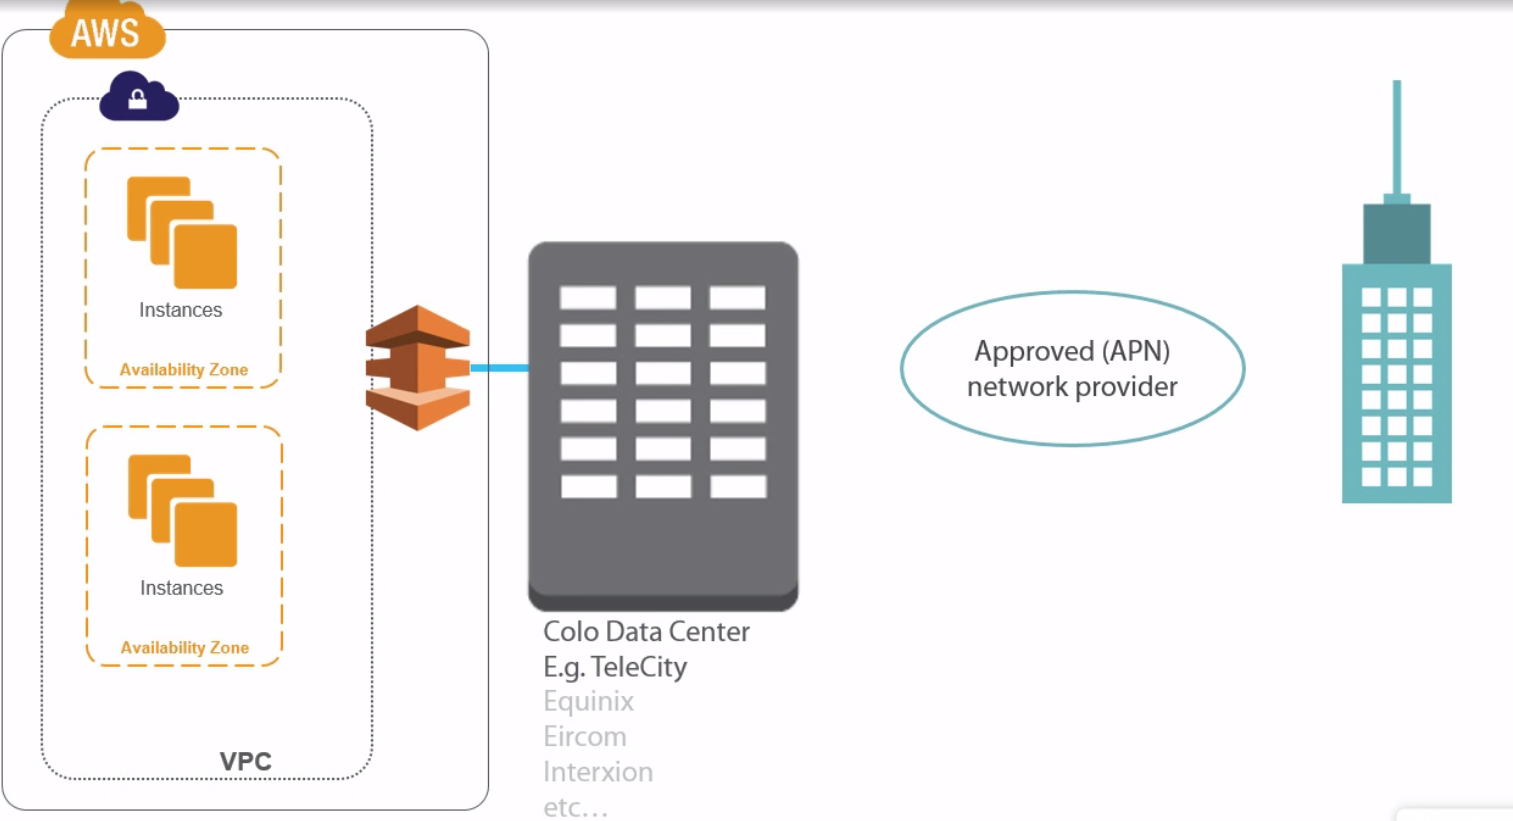 AWS
Instances
Availability Zone
Instances
Availability Zone
VPC
Colo Data Center
E.g. TeleCity
Equinix
Eircom
Interxion
etc...
Approved (APN)
network provider